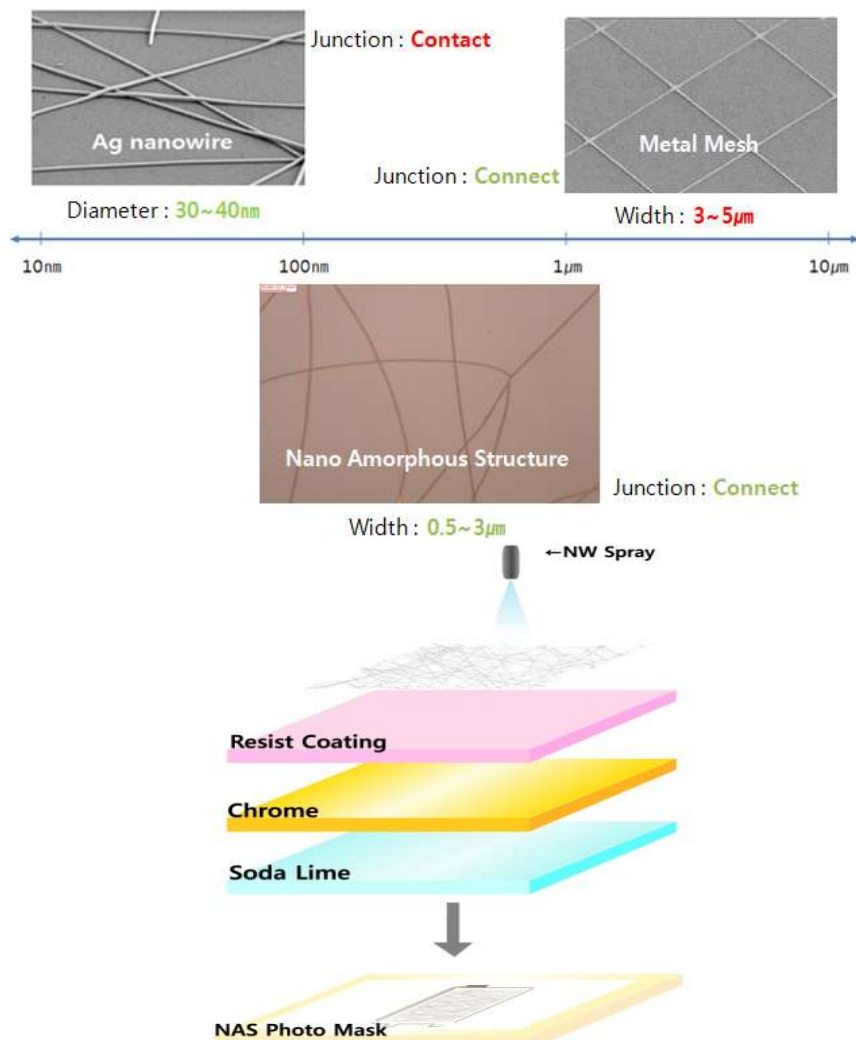 Junction : Contact
Ag nanowire
Metal Mesh
Junction : Connect
Diameter : 30~40㎚
Width : 3~5㎛
10㎚
100㎚
1㎛
10㎛
Nano Amorphous Structure
Junction : Connect
Width : 0.5~3㎛
←NW Spray
Resist Coating
Chrome
Soda Lime
NAS Photo Mask